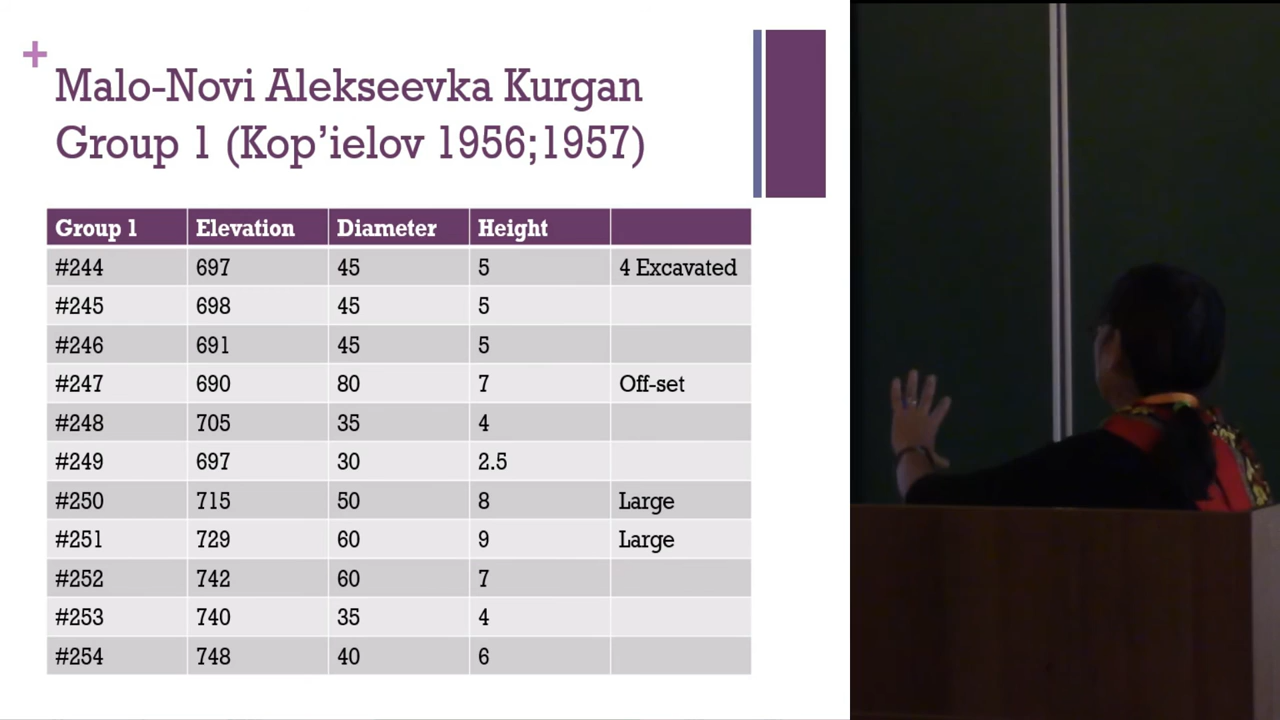 +
Malo-Novi Alekseevka Kurgan
Group 1 (Kop’ielov 1956;1957)
Group 1 Elevation Diameter Height
#244 697 45 5 4 Excavated
#245 698 45 5
#246 691 45 5
#247 690 80 7 Off-set
#248 705 35 4
#249 697 30 2.5
#250 715 50 8 Large
#251 729 60 9 Large
#252 742 60 7
#253 740 35 4
#254 748 40 6